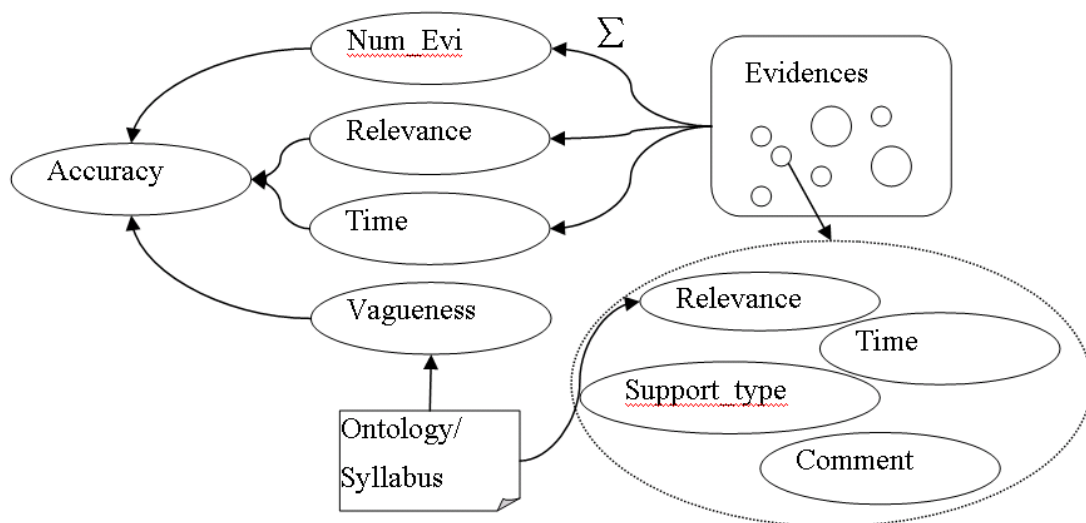 Num_Evi
Σ
Evidences
Relevance
Accuracy
Time
Vagueness
Relevance
Time
Support_type
Ontology/
Syllabus
Comment